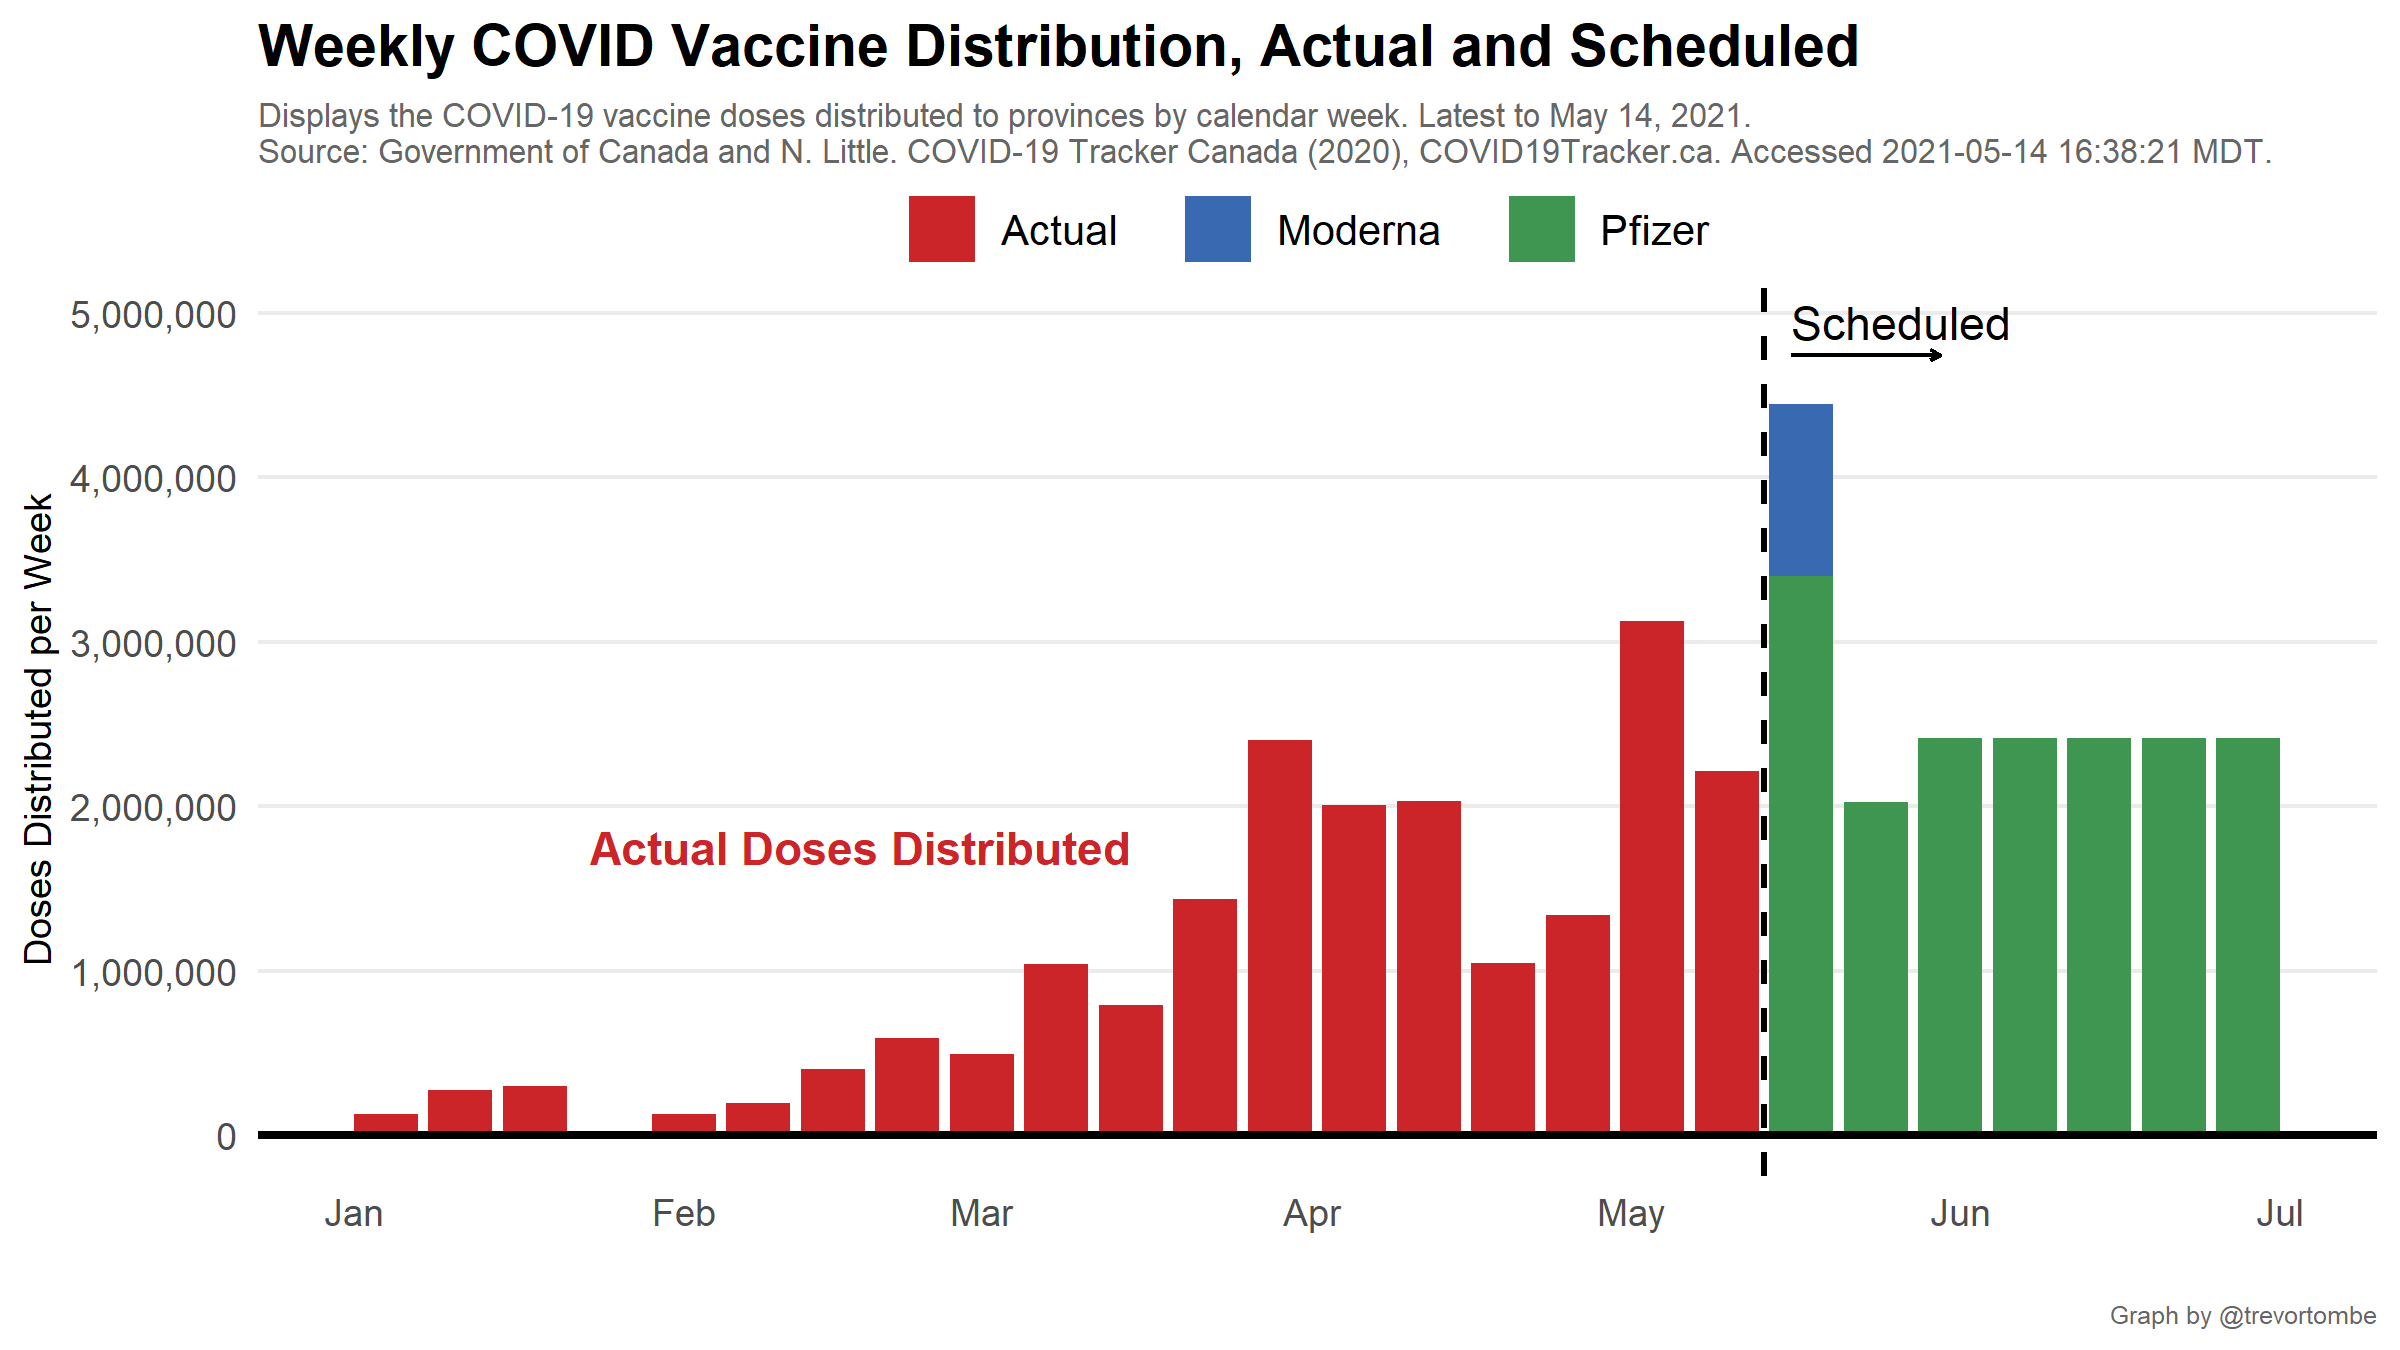 Weekly COVID Vaccine Distribution, Actual and Scheduled
Displays the COVID-19 vaccine doses distributed to provinces by calendar week. Latest to May 14, 2021.
Source: Government of Canada and N. Little. COVID-19 Tracker Canada (2020), COVID19Tracker.ca. Accessed 2021-05-14 16:38:21 MDT.
Actual Moderna Pfizer
5,000,000
Scheduled
4,000,000
3,000,000
2,000,000
Actual Doses Distributed
1,000,000
0
Doses Distributed per Week
Jan Feb Mar Apr May Jun Jul
Graph by @trevortombe